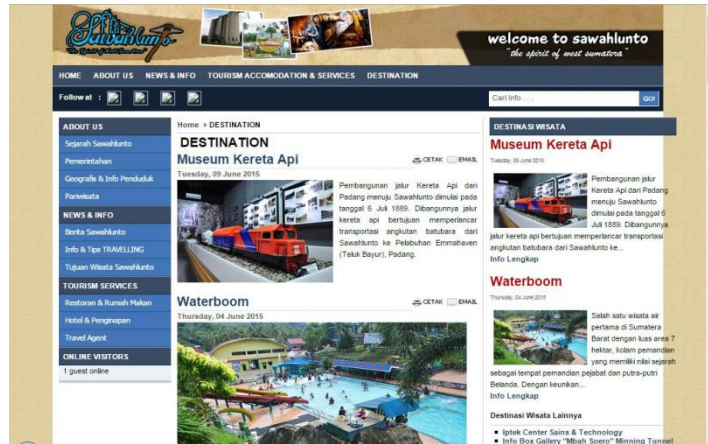 Sawahlunto
welcome to sawahlunto
"the spirit of west sumatera"
HOME ABOUT US NEWS & INFO TOURISM ACCOMODATION & SERVICES DESTINATION
Follow at :
Cari Info . . .
GO!
ABOUT US
Sejarah Sawahlunto
Pemerintahan
Geografis & Info Penduduk
Pariwisata
NEWS & INFO
Berita Sawahlunto
Info & Tips TRAVELLING
Tujuan Wisata Sawahlunto
TOURISM SERVICES
Restoran & Rumah Makan
Hotel & Penginapan
Travel Agent
ONLINE VISITORS
1 guest online
Home > DESTINATION
DESTINATION
Museum Kereta Api
CETAK EMAIL
Tuesday, 09 June 2015
Pembangunan jalur Kereta Api dari
Padang menuju Sawahlunto dimulai pada
tanggal 6 Juli 1889. Dibangunnya jalur
kereta api bertujuan memperlancar
transportasi angkutan batubara dari
Sawahlunto ke Pelabuhan Emmahaven
(Teluk Bayur), Padang.
Waterboom
CETAK EMAIL
Thursday, 04 June 2015
DESTINASI WISATA
Museum Kereta Api
Tuesday, 09 June 2015
Pembangunan jalur
Kereta Api dari Padang
menuju Sawahlunto
dimulai pada tanggal 6
Juli 1889. Dibangunnya
jalur kereta api bertujuan memperlancar transportasi
angkutan batubara dari Sawahlunto ke...
Info Lengkap
Waterboom
Thursday, 04 June 2015
Salah satu wisata air
pertama di Sumatera
Barat dengan luas area 7
hektar, kolam pemandian
yang memiliki nilai sejarah
sebagai tempat pemandian pejabat dan putra-putri
Belanda. Dengan keunikan...
Info Lengkap
Destinasi Wisata Lainnya
Iptek Center Sains & Technology
Info Box Gallery "Mbah Soero" Minning Tunnel